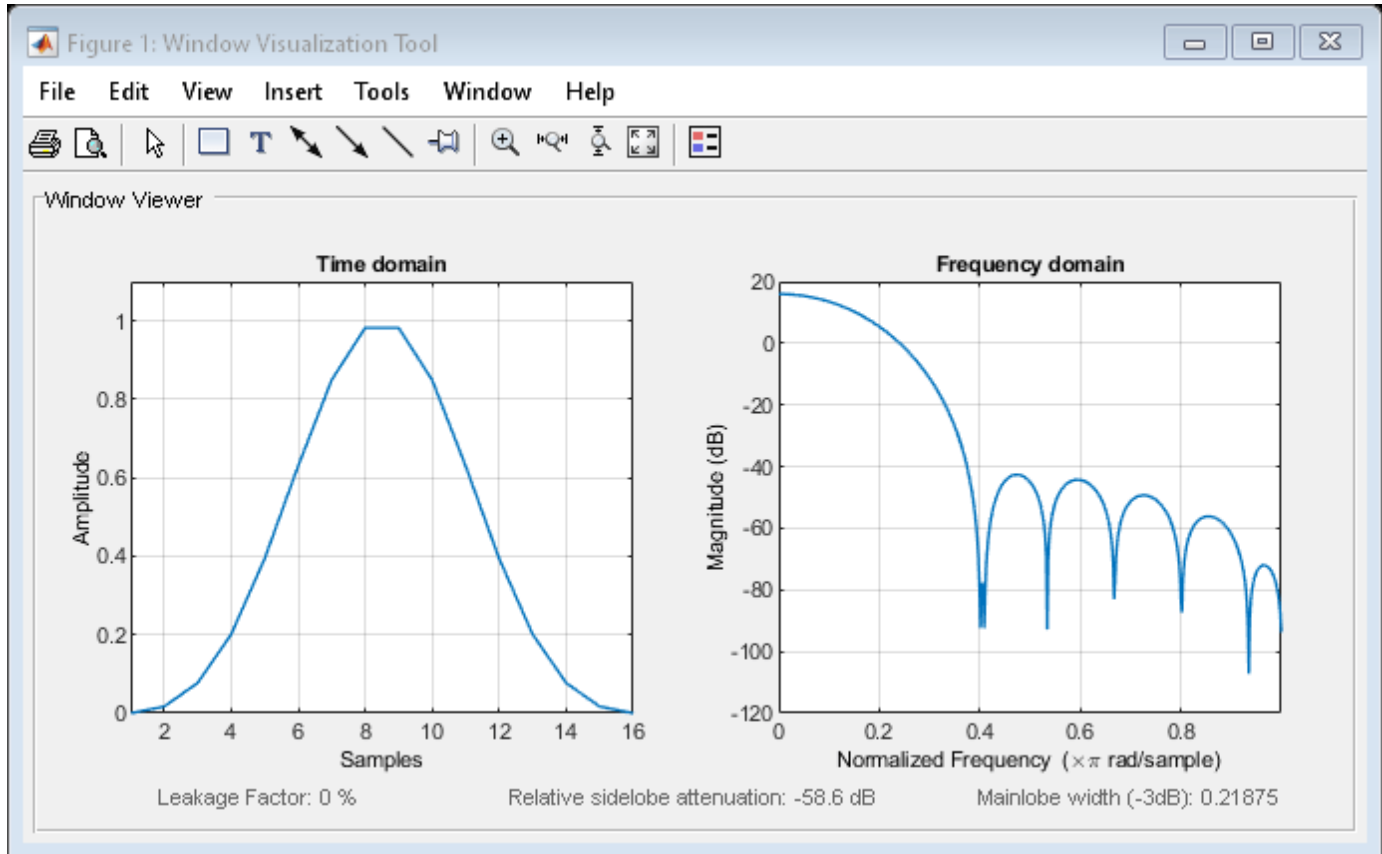 Figure 1: Window Visualization Tool
File Edit View Insert Tools Window Help
T
Window Viewer
Time domain
1
0.8
0.6
0.4
0.2
0
Amplitude
2 4 6 8 10 12 14 16
Samples
Frequency domain
20
0
-20
-40
-60
-80
-100
-120
Magnitude (dB)
0 0.2 0.4 0.6 0.8
Normalized Frequency (×π rad/sample)
Leakage Factor: 0 % Relative sidelobe attenuation: -58.6 dB Mainlobe width (-3dB): 0.21875